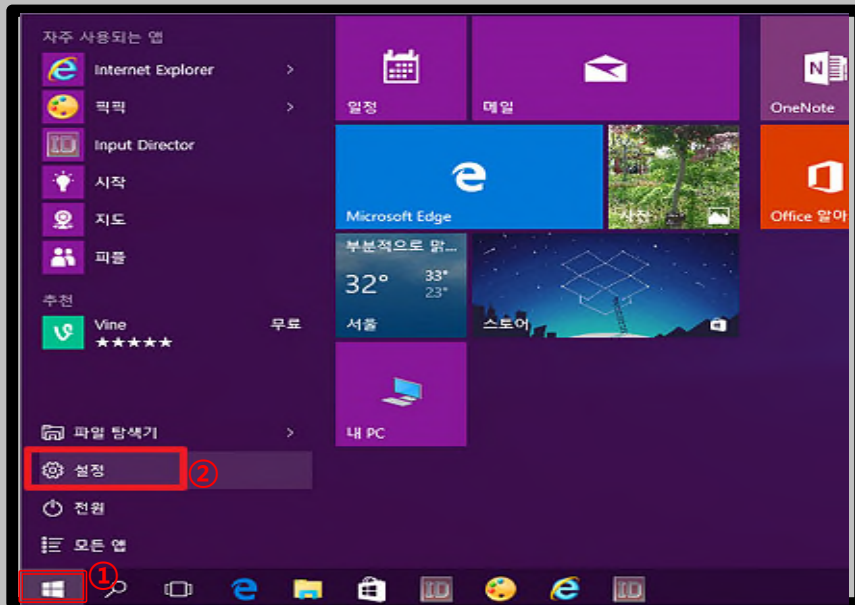 자주 사용되는 앱
Internet Explorer
픽픽
Input Director
시작
지도
피플
추천
Vine 무료
★★★★★
파일 탐색기
설정
②
전원
모든 앱
①
일정
메일
OneNote
Microsoft Edge
사진
Office 알아
부분적으로 맑...
32° 33°
23°
서울
스토어
내 PC